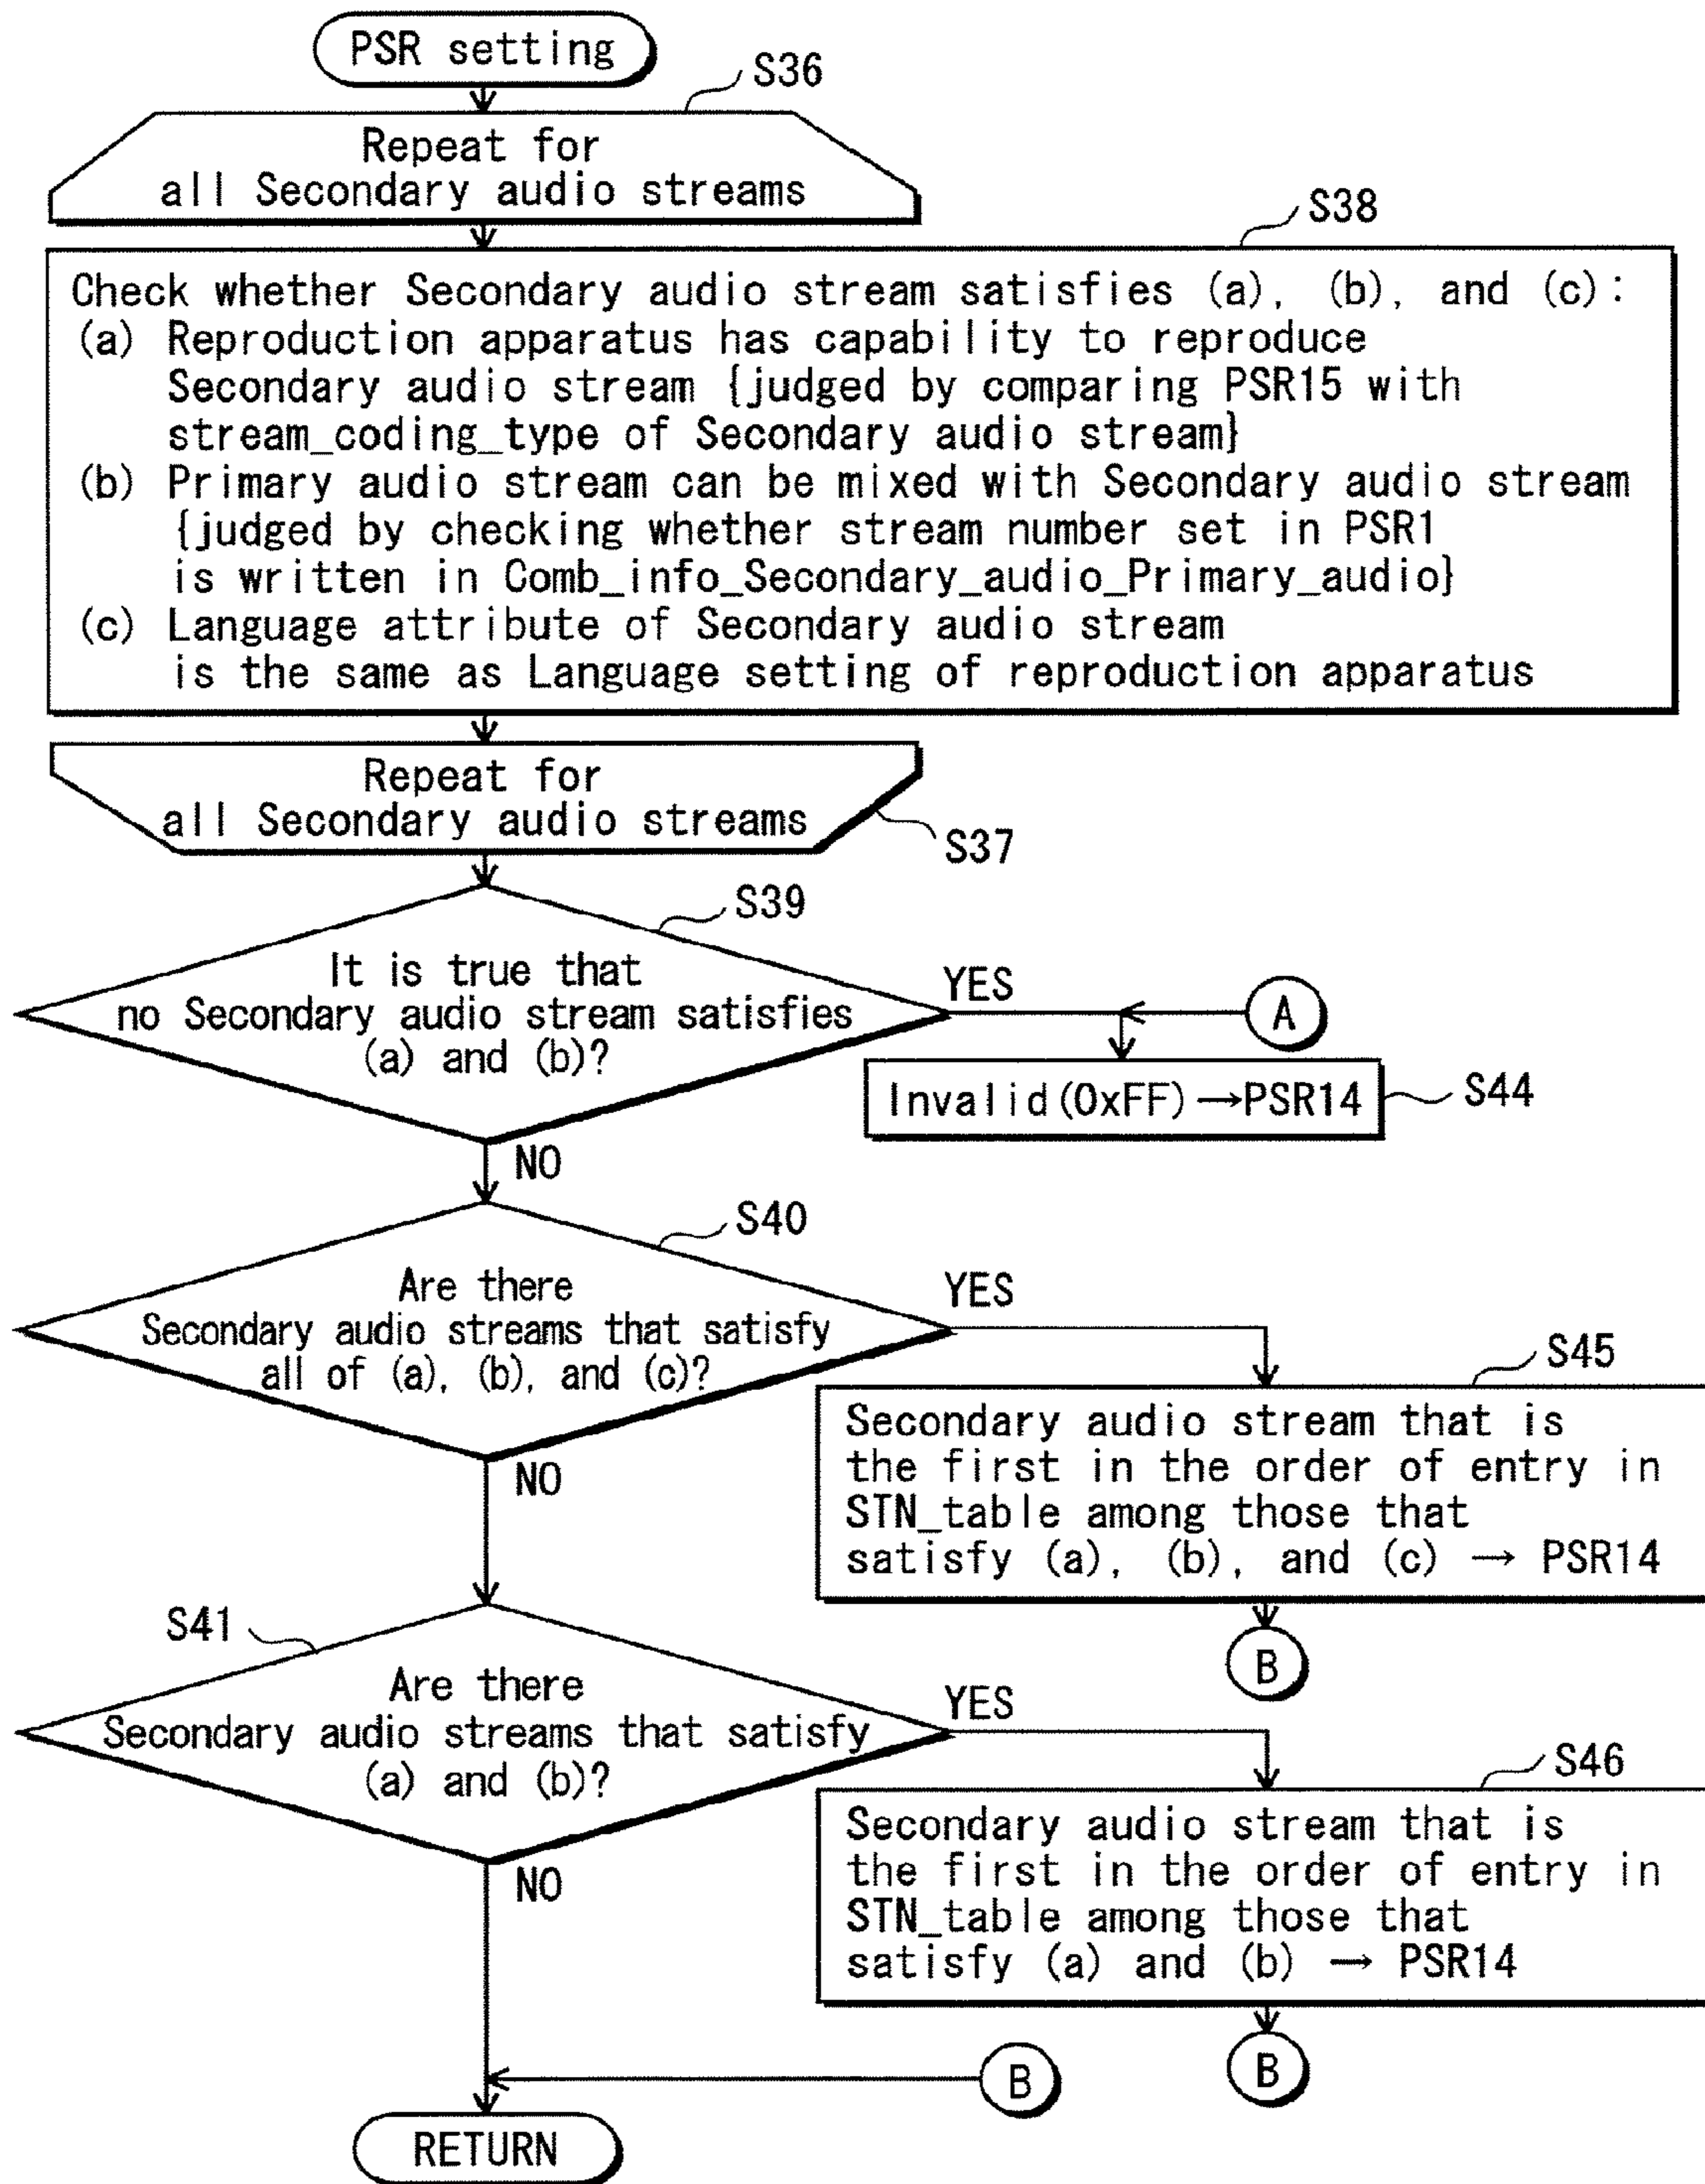 PSR setting
S36
Repeat for
all Secondary audio streams
S38
Check whether Secondary audio stream satisfies (a), (b), and (c):
(a) Reproduction apparatus has capability to reproduce
Secondary audio stream {judged by comparing PSR15 with
stream_coding_type of Secondary audio stream}
(b) Primary audio stream can be mixed with Secondary audio stream
{judged by checking whether stream number set in PSR1
is written in Comb_info_Secondary_audio_Primary_audio}
(c) Language attribute of Secondary audio stream
is the same as Language setting of reproduction apparatus
Repeat for
all Secondary audio streams
S37
S39
It is true that
no Secondary audio stream satisfies
(a) and (b)?
YES
A
Invalid(0xFF)→PSR14
S44
NO
S40
Are there
Secondary audio streams that satisfy
all of (a), (b), and (c)?
YES
S45
Secondary audio stream that is
the first in the order of entry in
STN_table among those that
satisfy (a), (b), and (c) → PSR14
B
NO
S41
Are there
Secondary audio streams that satisfy
(a) and (b)?
YES
S46
Secondary audio stream that is
the first in the order of entry in
STN_table among those that
satisfy (a) and (b) → PSR14
B
NO
B
RETURN